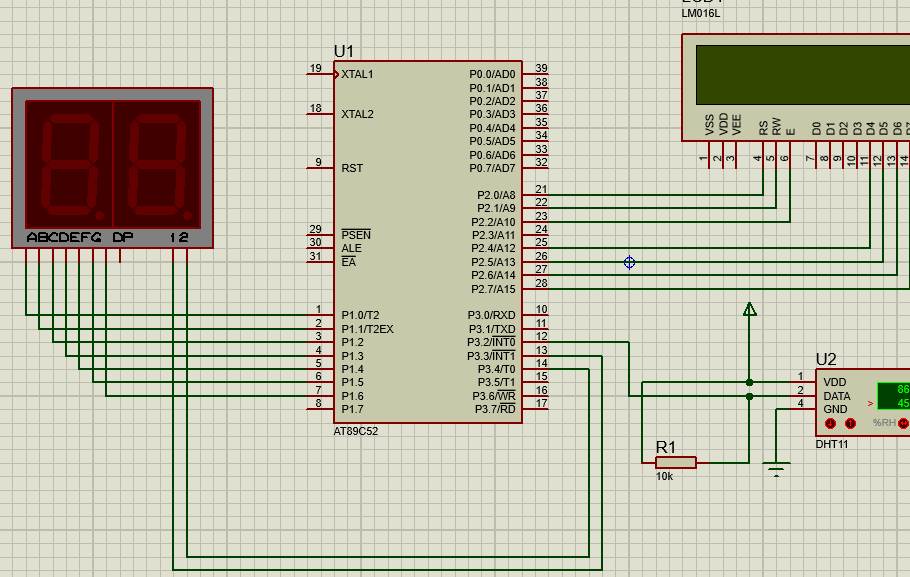 LM016L
VSS
VDD
VEE
RS
RW
E
D0
D1
D2
D3
D4
D5
D6
1
2
3
4
5
6
7
8
9
10
11
12
13
14
ABCDEFG DP
12
U1
19 XTAL1
18 XTAL2
9 RST
29 PSEN
30 ALE
31 EA
1 P1.0/T2
2 P1.1/T2EX
3 P1.2
4 P1.3
5 P1.4
6 P1.5
7 P1.6
8 P1.7
P0.0/AD0 39
P0.1/AD1 38
P0.2/AD2 37
P0.3/AD3 36
P0.4/AD4 35
P0.5/AD5 34
P0.6/AD6 33
P0.7/AD7 32
P2.0/A8 21
P2.1/A9 22
P2.2/A10 23
P2.3/A11 24
P2.4/A12 25
P2.5/A13 26
P2.6/A14 27
P2.7/A15 28
P3.0/RXD 10
P3.1/TXD 11
P3.2/INT0 12
P3.3/INT1 13
P3.4/T0 14
P3.5/T1 15
P3.6/WR 16
P3.7/RD 17
AT89C52
R1
10k
U2
1 VDD
2 DATA
4 GND
> 86
45
%RH
DHT11